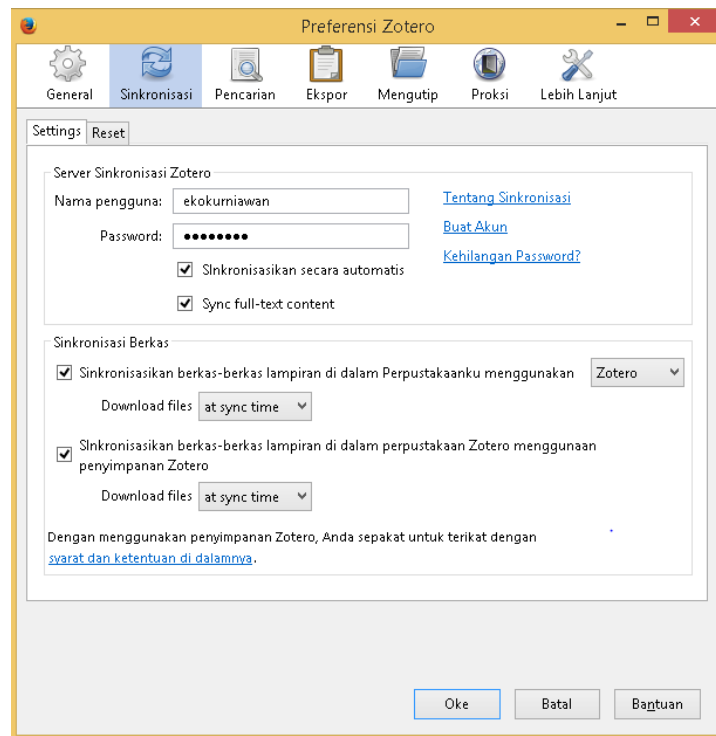 Preferensi Zotero
General Sinkronisasi Pencarian Ekspor Mengutip Proksi Lebih Lanjut
Settings Reset
Server Sinkronisasi Zotero
Nama pengguna: ekokurniawan Tentang Sinkronisasi
Buat Akun
Password: ●●●●●●●●
Kehilangan Password?
SInkronisasikan secara automatis
Sync full-text content
Sinkronisasi Berkas
Sinkronisasikan berkas-berkas lampiran di dalam Perpustakaanku menggunakan Zotero
Download files at sync time
SInkronisasikan berkas-berkas lampiran di dalam perpustakaan Zotero menggunaan
penyimpanan Zotero
Download files at sync time
Dengan menggunakan penyimpanan Zotero, Anda sepakat untuk terikat dengan
syarat dan ketentuan di dalamnya.
Oke Batal Bantuan